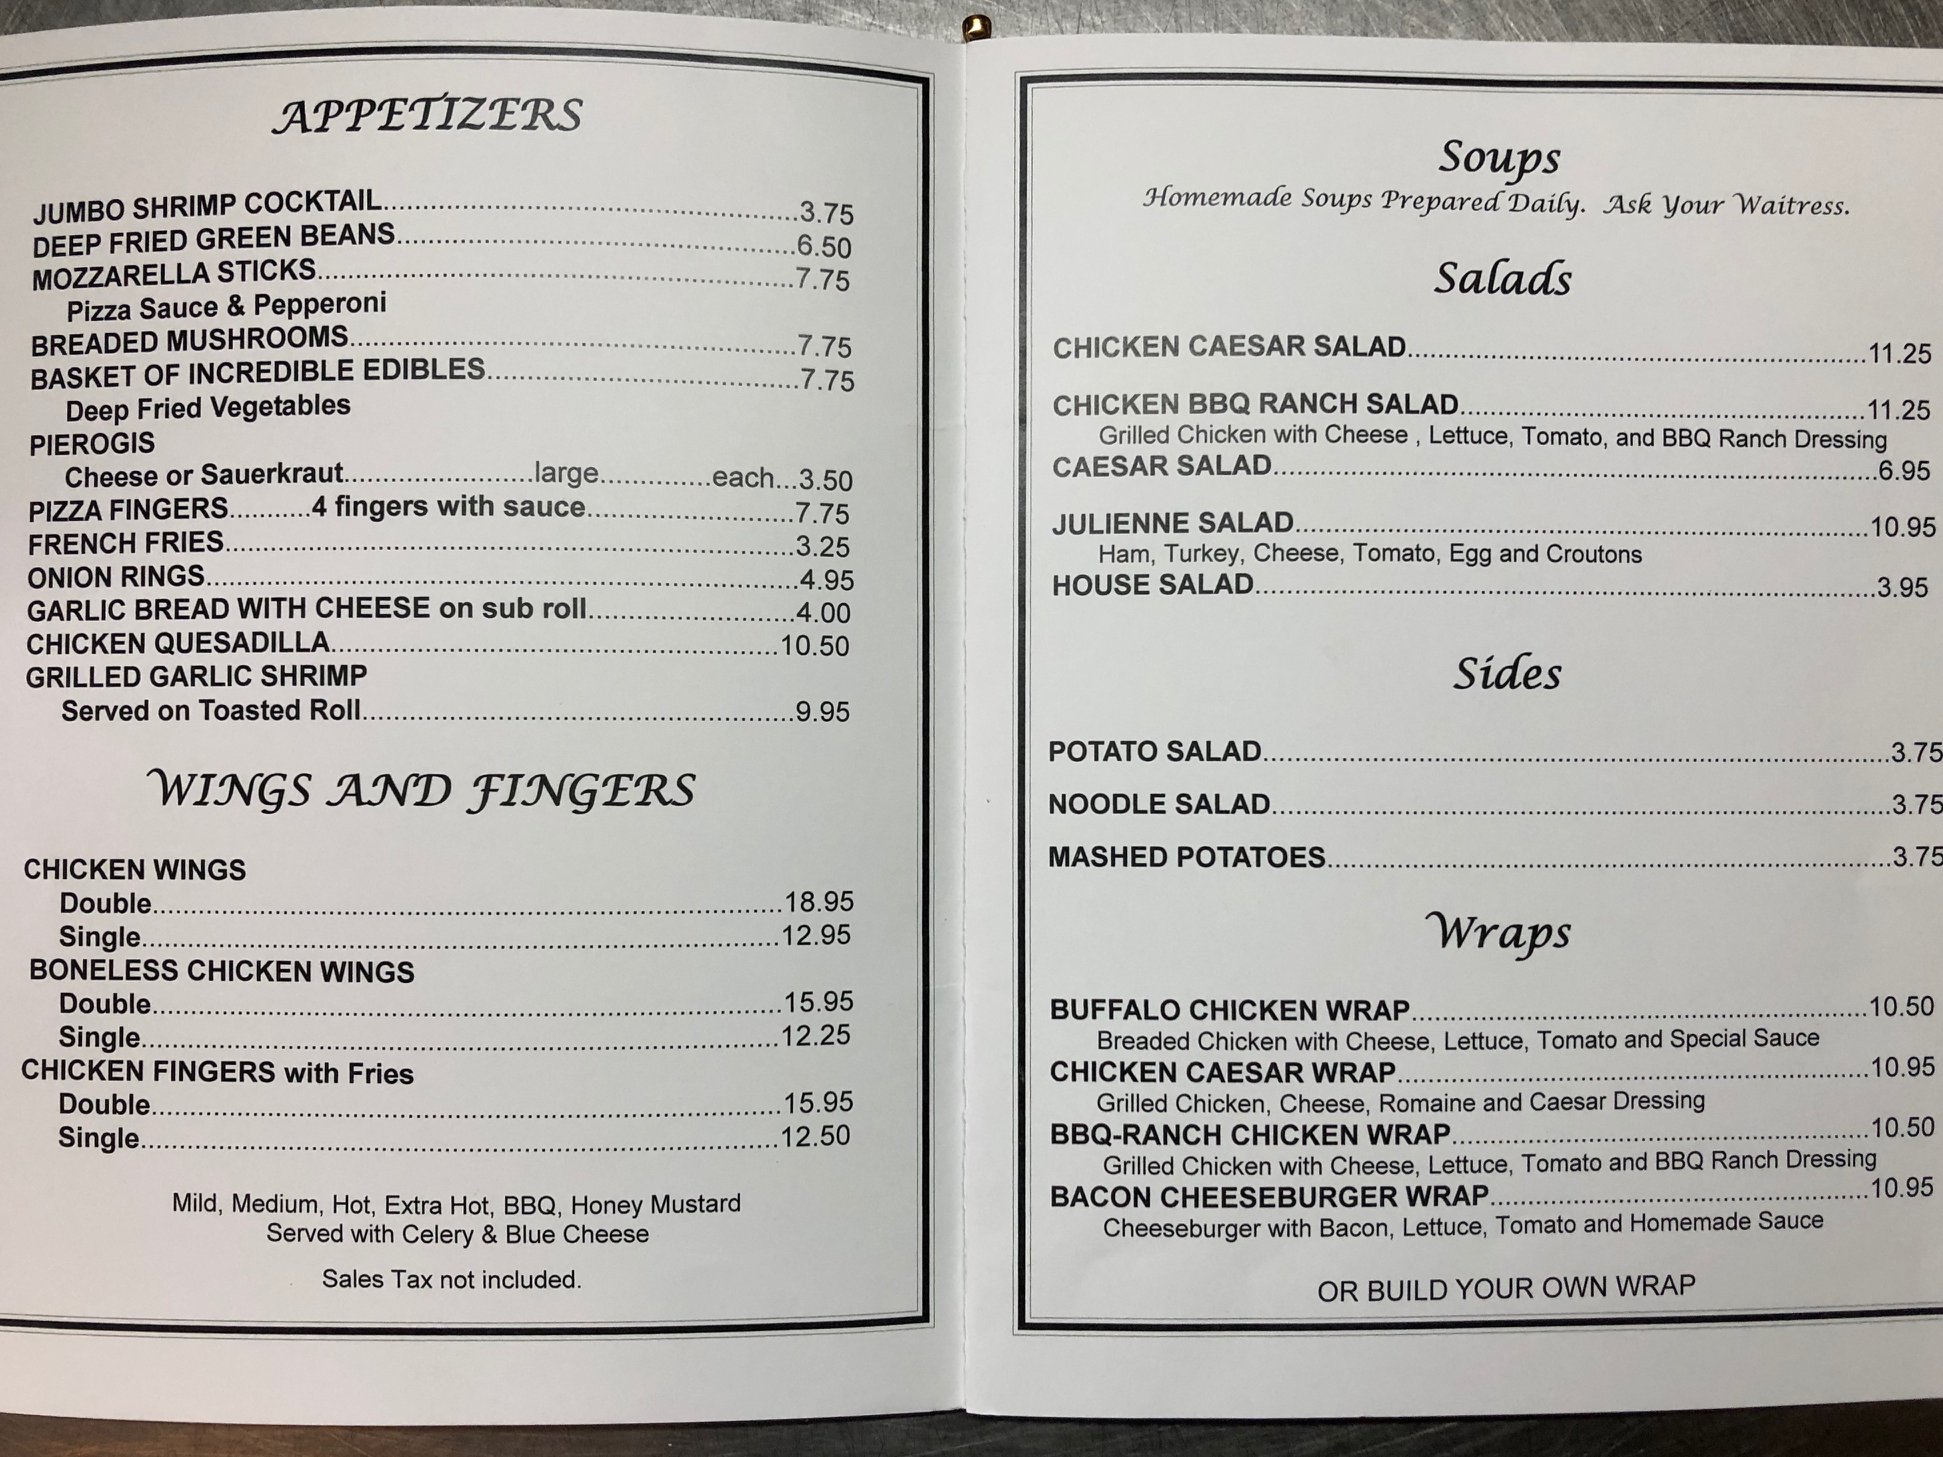 APPETIZERS
JUMBO SHRIMP COCKTAIL......3.75
DEEP FRIED GREEN BEANS......6.50
MOZZARELLA STICKS......7.75
Pizza Sauce & Pepperoni
BREADED MUSHROOMS......7.75
BASKET OF INCREDIBLE EDIBLES......7.75
Deep Fried Vegetables
PIEROGIS
Cheese or Sauerkraut......large......each...3.50
PIZZA FINGERS..........4 fingers with sauce......7.75
FRENCH FRIES......3.25
ONION RINGS......4.95
GARLIC BREAD WITH CHEESE on sub roll......4.00
CHICKEN QUESADILLA......10.50
GRILLED GARLIC SHRIMP
Served on Toasted Roll......9.95
WINGS AND FINGERS
CHICKEN WINGS
Double......18.95
Single......12.95
BONELESS CHICKEN WINGS
Double......15.95
Single......12.25
CHICKEN FINGERS with Fries
Double......15.95
Single......12.50
Mild, Medium, Hot, Extra Hot, BBQ, Honey Mustard
Served with Celery & Blue Cheese
Sales Tax not included.
Soups
Homemade Soups Prepared Daily. Ask Your Waitress.
Salads
CHICKEN CAESAR SALAD......11.25
CHICKEN BBQ RANCH SALAD......11.25
Grilled Chicken with Cheese , Lettuce, Tomato, and BBQ Ranch Dressing
CAESAR SALAD......6.95
JULIENNE SALAD......10.95
Ham, Turkey, Cheese, Tomato, Egg and Croutons
HOUSE SALAD......3.95
Sides
POTATO SALAD......3.75
NOODLE SALAD......3.75
MASHED POTATOES......3.75
Wraps
BUFFALO CHICKEN WRAP......10.50
Breaded Chicken with Cheese, Lettuce, Tomato and Special Sauce
CHICKEN CAESAR WRAP......10.95
Grilled Chicken, Cheese, Romaine and Caesar Dressing
BBQ-RANCH CHICKEN WRAP......10.50
Grilled Chicken with Cheese, Lettuce, Tomato and BBQ Ranch Dressing
BACON CHEESEBURGER WRAP......10.95
Cheeseburger with Bacon, Lettuce, Tomato and Homemade Sauce
OR BUILD YOUR OWN WRAP